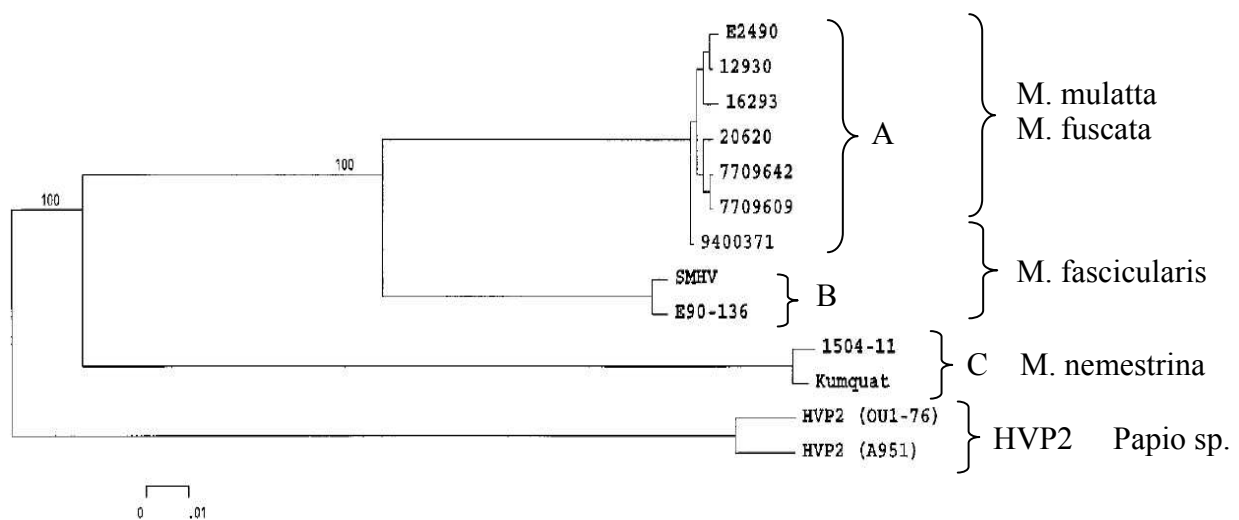 E2490
12930
16293
20620
7709642
7709609
9400371
A
M. mulatta
M. fuscata
100
100
SMHV
E90-136
B
M. fascicularis
1504-11
Kumquat
C M. nemestrina
HVP2 (OU1-76)
HVP2 (A951)
HVP2 Papio sp.
0 .01